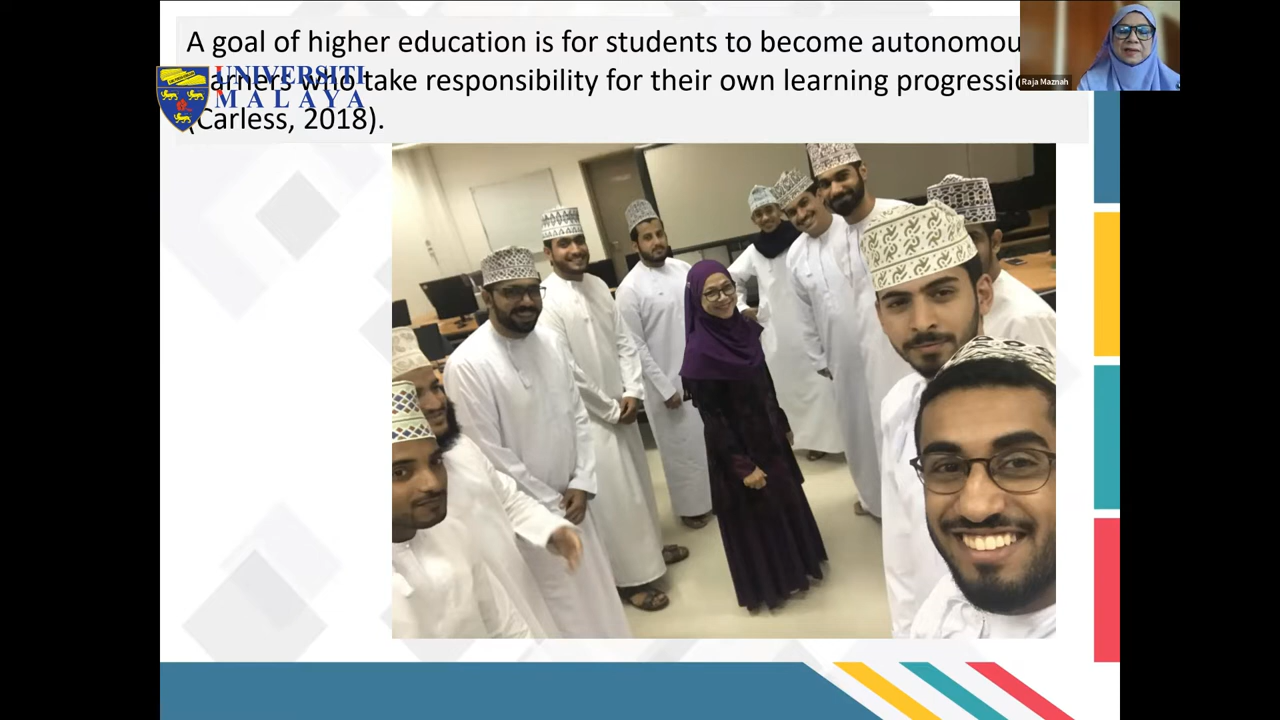 A goal of higher education is for students to become autonomou
arners who take responsibility for their own learning progressi
(Carless, 2018).
UNIVERSITI
MALAYA
Raja Maznah